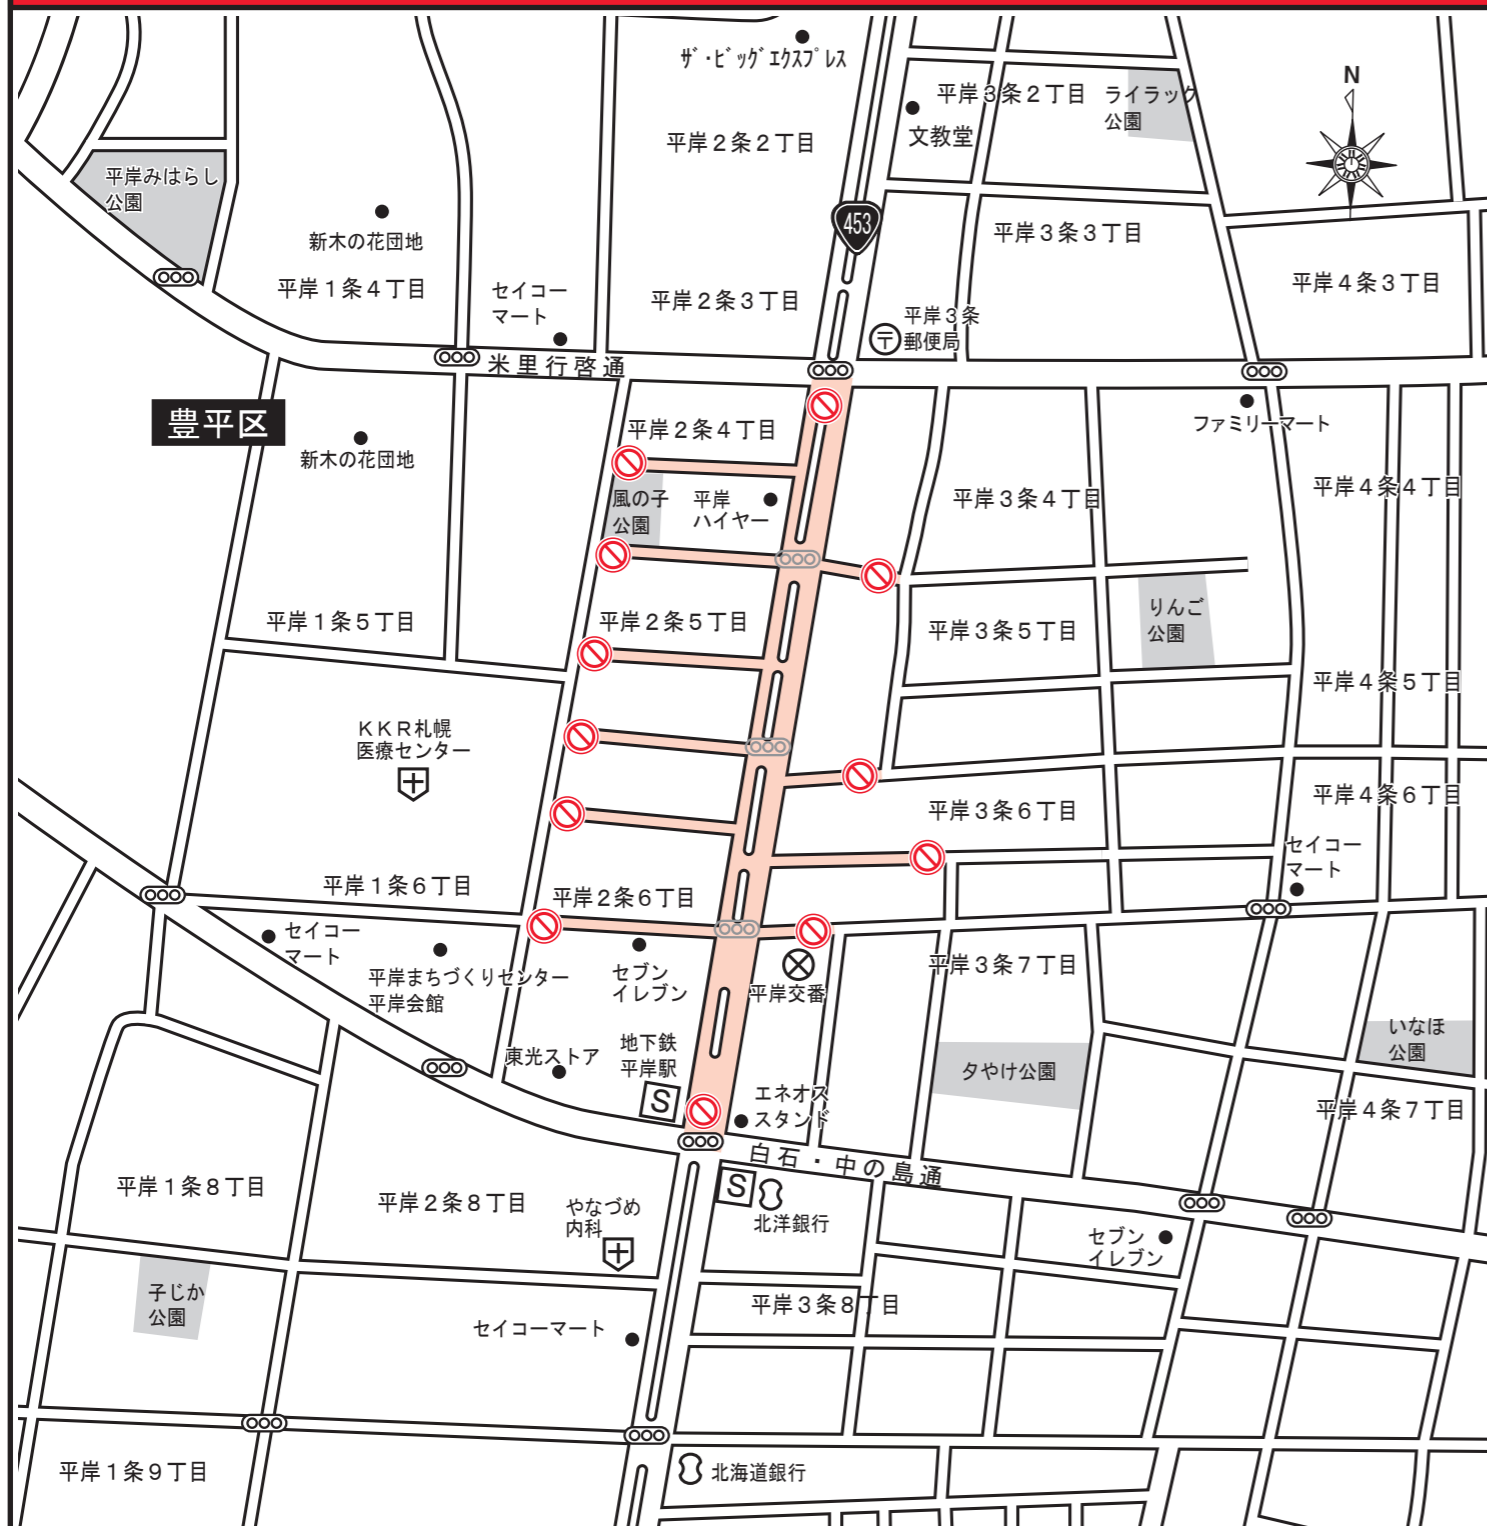 ザ・ビッグエクスプレス
N
平岸３条２丁目
ライラック
公園
文教堂
平岸２条２丁目
平岸みはらし
公園
453
新木の花団地
平岸３条３丁目
平岸１条４丁目
セイコー
マート
平岸２条３丁目
平岸４条３丁目
平岸３条
郵便局
〒
米里行啓通
豊平区
平岸２条４丁目
ファミリーマート
新木の花団地
風の子
公園
平岸
ハイヤー
平岸３条４丁目
平岸４条４丁目
平岸１条５丁目
平岸２条５丁目
平岸３条５丁目
りんご
公園
平岸４条５丁目
ＫＫＲ札幌
医療センター
平岸３条６丁目
平岸４条６丁目
セイコー
マート
平岸１条６丁目
平岸２条６丁目
セイコー
マート
平岸まちづくりセンター
平岸会館
セブン
イレブン
平岸交番
平岸３条７丁目
いなほ
公園
東光ストア
地下鉄
平岸駅
S
エネオス
スタンド
夕やけ公園
平岸４条７丁目
白石・中の島通
平岸１条８丁目
平岸２条８丁目
やなづめ
内科
S
北洋銀行
セブン
イレブン
子じか
公園
平岸３条８丁目
セイコーマート
平岸１条９丁目
北海道銀行